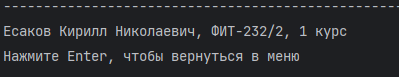 --------------------------------------------------
Есаков Кирилл Николаевич, ФИТ-232/2, 1 курс
Нажмите Enter, чтобы вернуться в меню